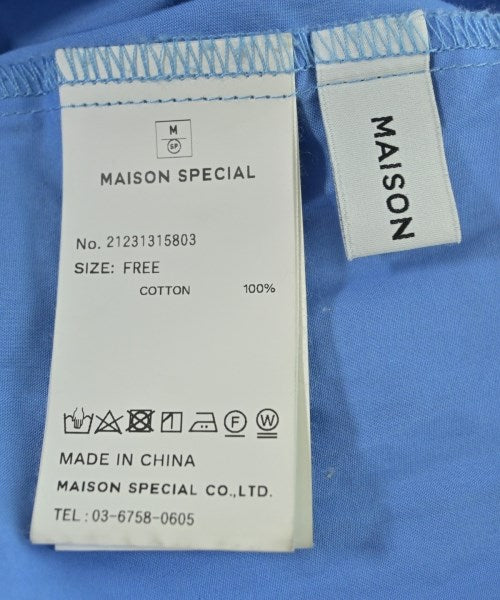 M
SP
MAISON SPECIAL
No. 21231315803
SIZE: FREE
COTTON 100%
F W
MADE IN CHINA
MAISON SPECIAL CO.,LTD.
TEL : 03-6758-0605
MAISON